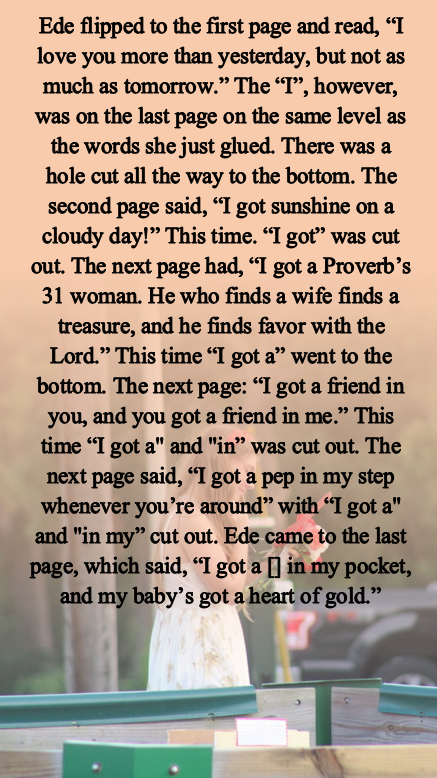 Ede flipped to the first page and read, “I
love you more than yesterday, but not as
much as tomorrow.” The “I”, however,
was on the last page on the same level as
the words she just glued. There was a
hole cut all the way to the bottom. The
second page said, “I got sunshine on a
cloudy day!” This time. “I got” was cut
out. The next page had, “I got a Proverb’s
31 woman. He who finds a wife finds a
treasure, and he finds favor with the
Lord.” This time “I got a” went to the
bottom. The next page: “I got a friend in
you, and you got a friend in me.” This
time “I got a" and "in” was cut out. The
next page said, “I got a pep in my step
whenever you’re around” with “I got a"
and "in my” cut out. Ede came to the last
page, which said, “I got a [] in my pocket,
and my baby’s got a heart of gold.”